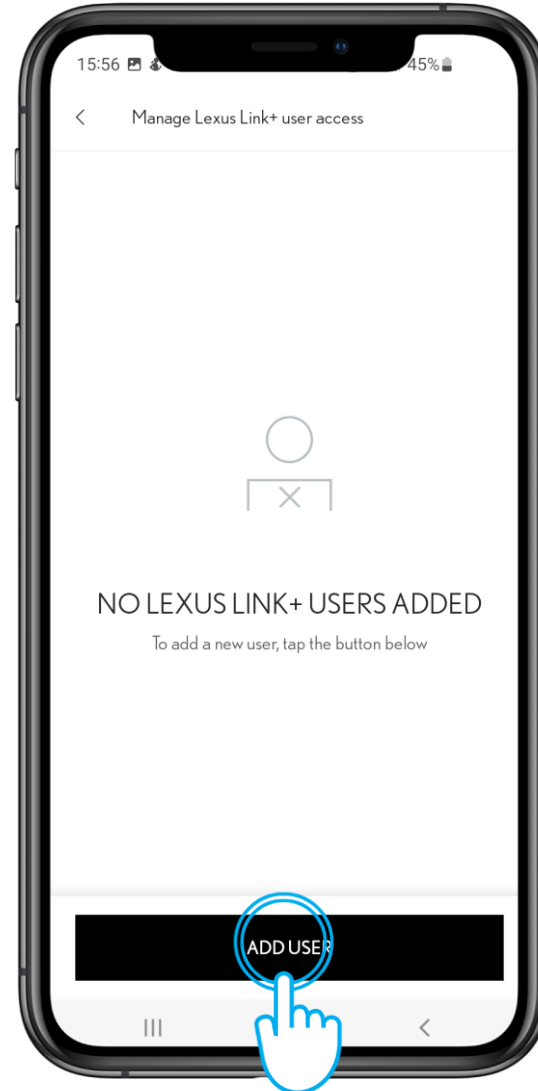 15:56 45%
Manage Lexus Link+ user access
NO LEXUS LINK+ USERS ADDED
To add a new user, tap the button below
ADD USER